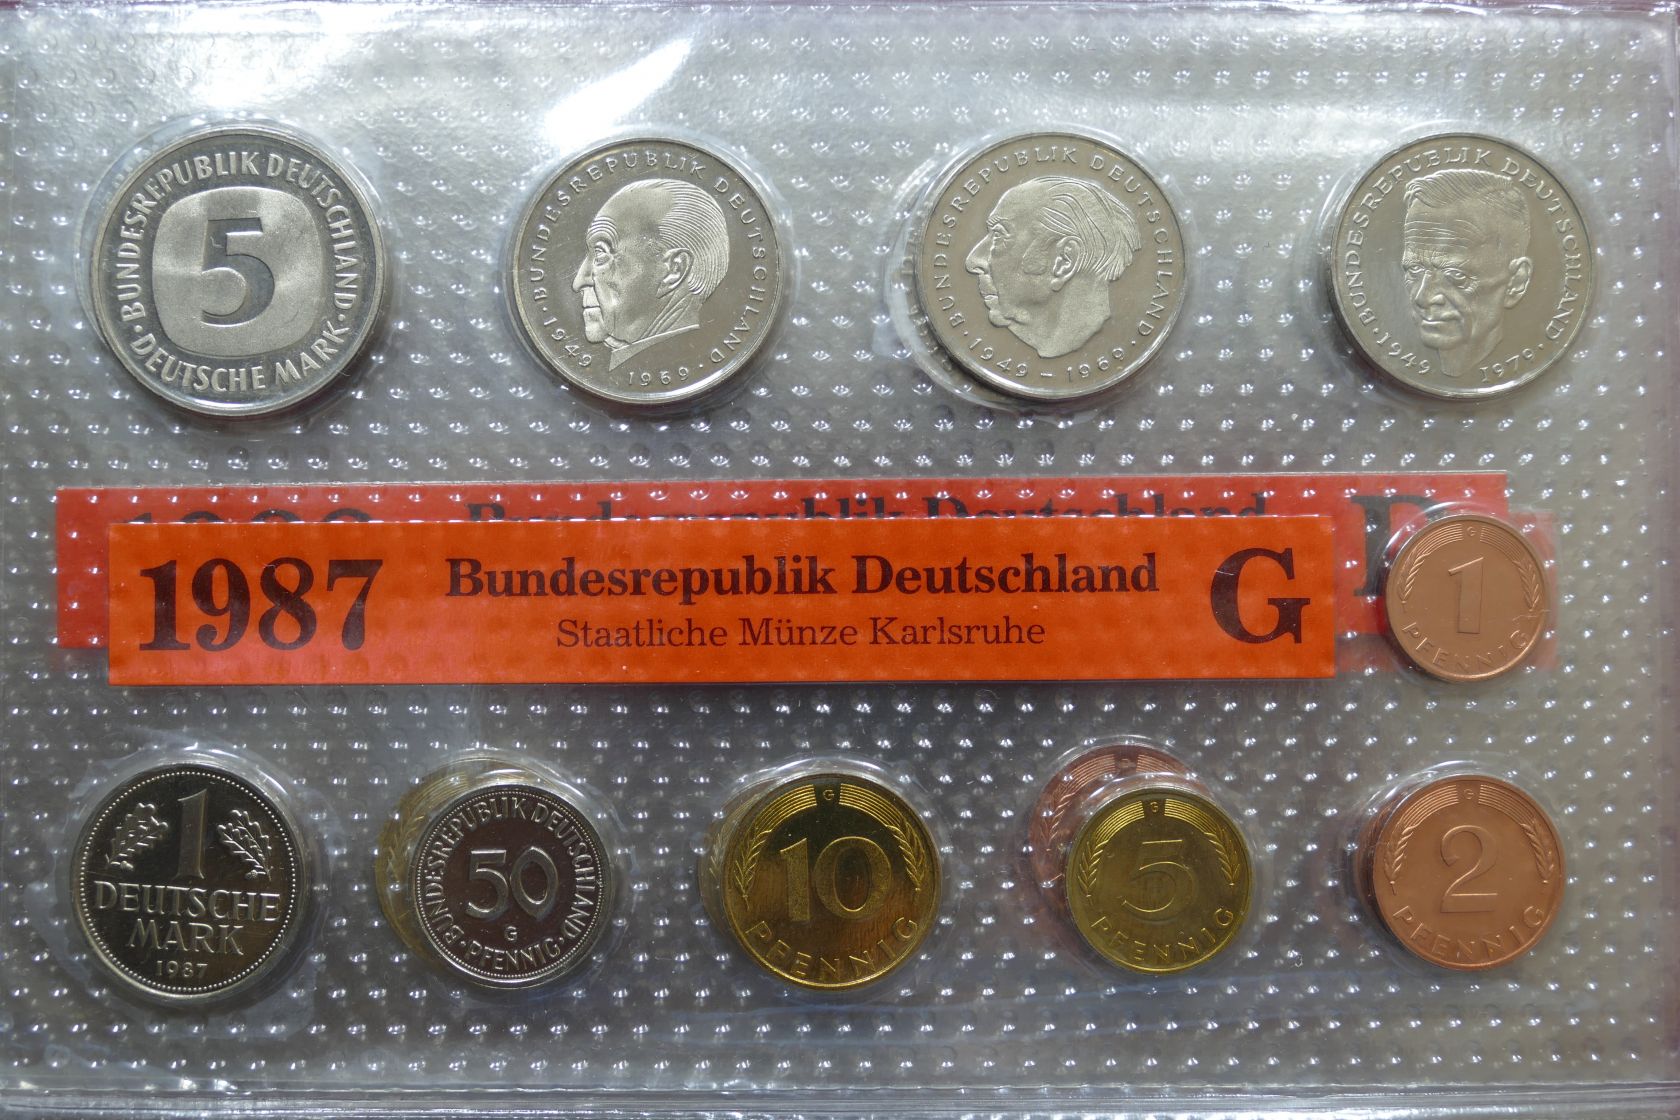 BUNDESREPUBLIK DEUTSCHLAND
5
DEUTSCHE MARK
BUNDESREPUBLIK DEUTSCHLAND
1949 1969
BUNDESREPUBLIK DEUTSCHLAND
1949 – 1969
BUNDESREPUBLIK DEUTSCHLAND
1949 1979
Bundesrepublik Deutschland
1987 Bundesrepublik Deutschland G
Staatliche Münze Karlsruhe
G
1
PFENNIG
1
DEUTSCHE
MARK
1987
BUNDESREPUBLIK DEUTSCHLAND
50
G
PFENNIG
G
10
PFENNIG
G
5
PFENNIG
G
2
PFENNIG